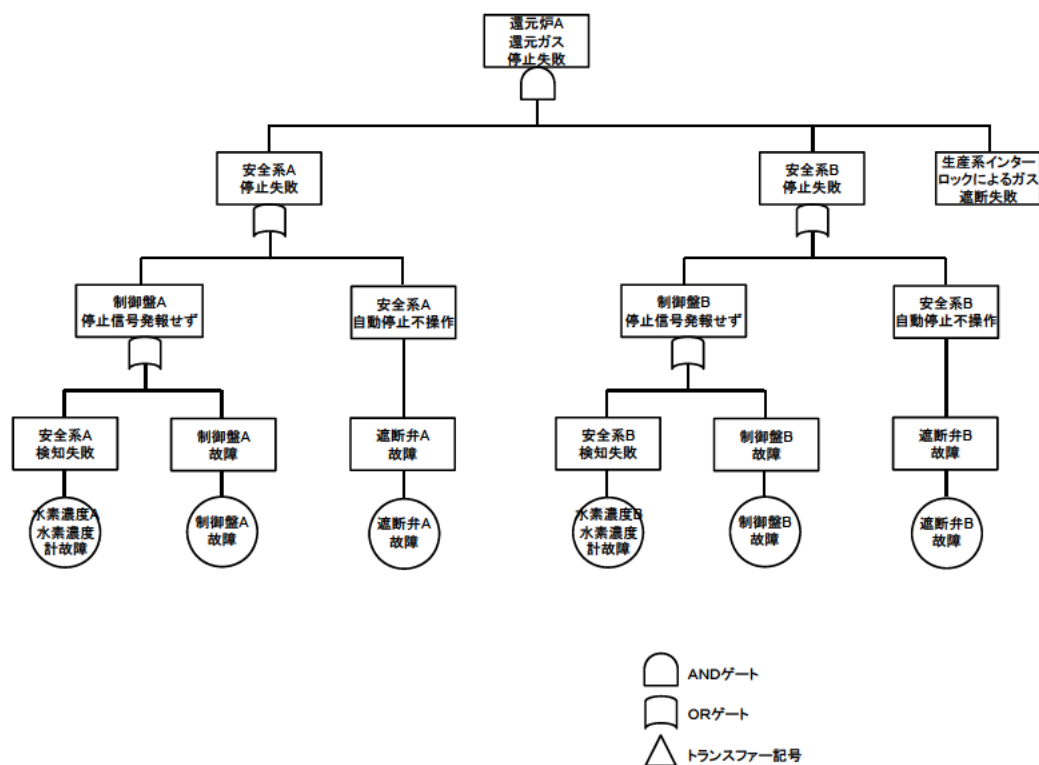 還元炉A
還元ガス
停止失敗
安全系A
停止失敗
安全系B
停止失敗
生産系インター
ロックによるガス
遮断失敗
制御盤A
停止信号発報せず
安全系A
自動停止不操作
制御盤B
停止信号発報せず
安全系B
自動停止不操作
安全系A
検知失敗
制御盤A
故障
遮断弁A
故障
安全系B
検知失敗
制御盤B
故障
遮断弁B
故障
水素濃度A
水素濃度
計故障
制御盤A
故障
遮断弁A
故障
水素濃度B
水素濃度
計故障
制御盤B
故障
遮断弁B
故障
ANDゲート
ORゲート
トランスファー記号